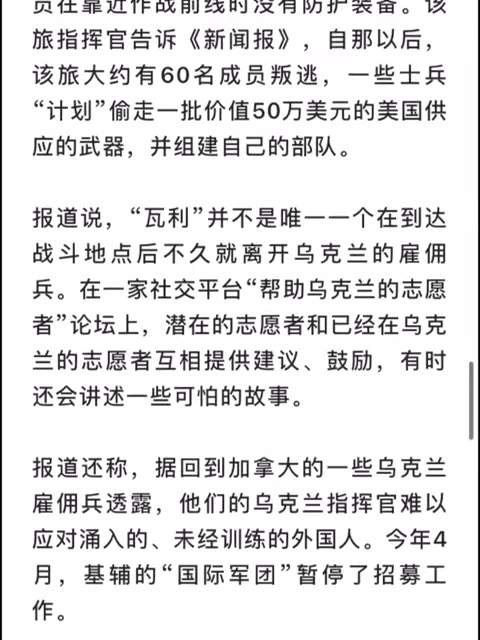 员在靠近作战前线时没有防护装备。该
旅指挥官告诉《新闻报》，自那以后，
该旅大约有60名成员叛逃，一些士兵
“计划”偷走一批价值50万美元的美国供
应的武器，并组建自己的部队。
报道说，“瓦利”并不是唯一一个在到达
战斗地点后不久就离开乌克兰的雇佣
兵。在一家社交平台“帮助乌克兰的志愿
者”论坛上，潜在的志愿者和已经在乌克
兰的志愿者互相提供建议、鼓励，有时
还会讲述一些可怕的故事。
报道还称，据回到加拿大的一些乌克兰
雇佣兵透露，他们的乌克兰指挥官难以
应对涌入的、未经训练的外国人。今年4
月，基辅的“国际军团”暂停了招募工
作。